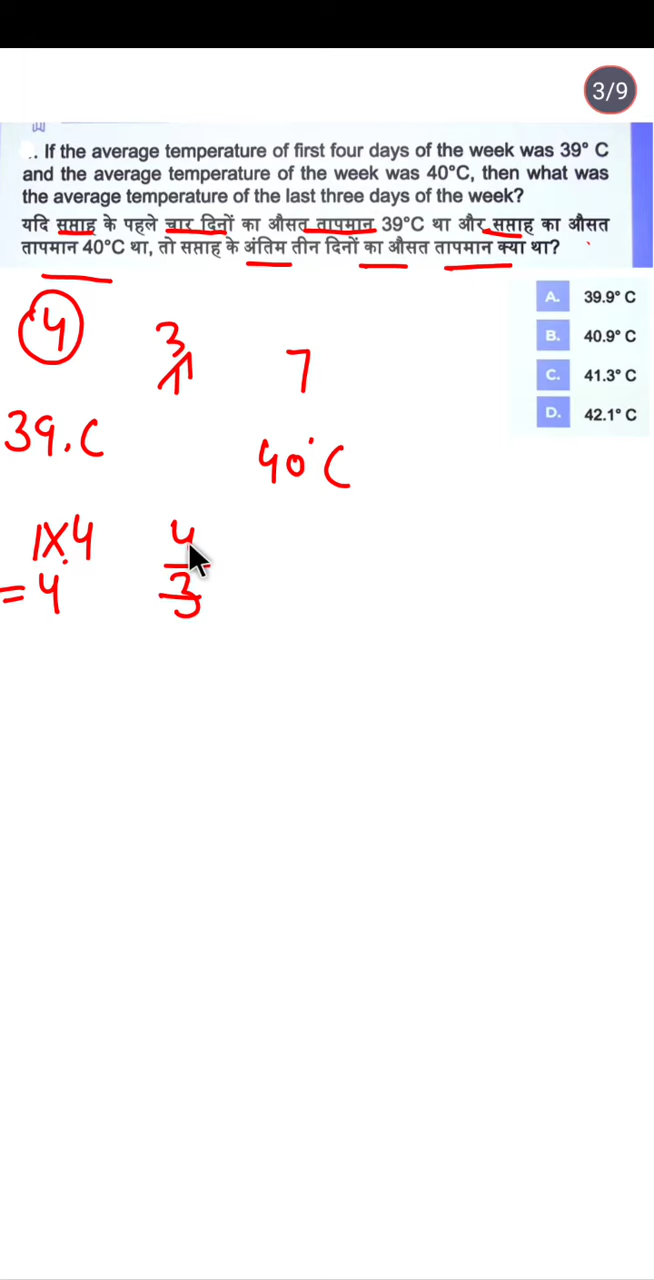 3/9
.. If the average temperature of first four days of the week was 39° C
and the average temperature of the week was 40°C, then what was
the average temperature of the last three days of the week?
यदि सप्ताह के पहले चार दिनों का औसत तापमान 39°C था और सप्ताह का औसत
तापमान 40°C था, तो सप्ताह के अंतिम तीन दिनों का औसत तापमान क्या था?
A. 39.9° C
B. 40.9° C
C. 41.3° C
D. 42.1° C
4 3 7
39.C 40°C
1×4 4
= 4 3